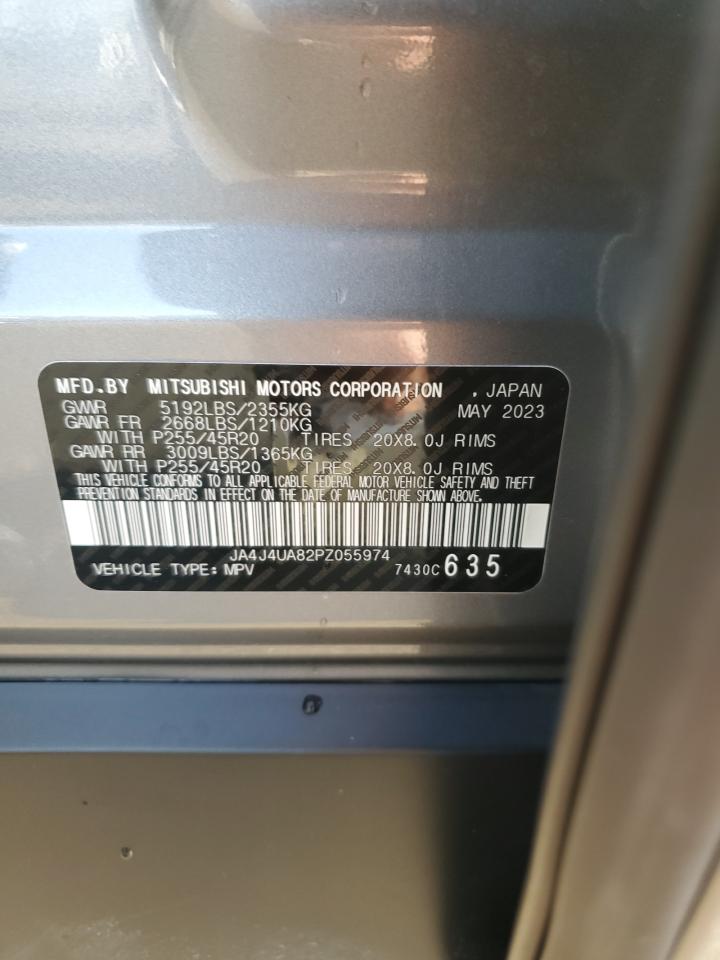 MFD.BY MITSUBISHI MOTORS CORPORATION , JAPAN
GVWR 5192LBS/2355KG MAY 2023
GAWR FR 2668LBS/1210KG
WITH P255/45R20 TIRES 20X8.0J RIMS
GAWR RR 3009LBS/1365KG
WITH P255/45R20 TIRES 20X8.0J RIMS
THIS VEHICLE CONFORMS TO ALL APPLICABLE FEDERAL MOTOR VEHICLE SAFETY AND THEFT
PREVENTION STANDARDS IN EFFECT ON THE DATE OF MANUFACTURE SHOWN ABOVE.
JA4J4UA82PZ055974
VEHICLE TYPE:MPV 7430C 635